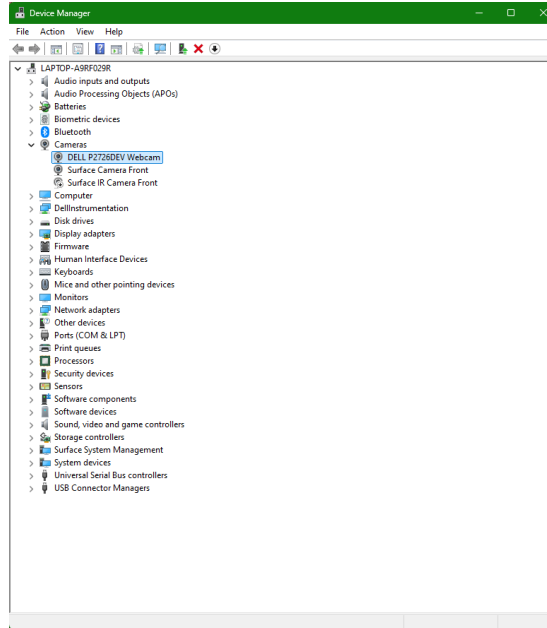 Device Manager
File Action View Help
LAPTOP-A9RF029R
Audio inputs and outputs
Audio Processing Objects (APOs)
Batteries
Biometric devices
Bluetooth
Cameras
DELL P2726DEV Webcam
Surface Camera Front
Surface IR Camera Front
Computer
DellInstrumentation
Disk drives
Display adapters
Firmware
Human Interface Devices
Keyboards
Mice and other pointing devices
Monitors
Network adapters
Other devices
Ports (COM & LPT)
Print queues
Processors
Security devices
Sensors
Software components
Software devices
Sound, video and game controllers
Storage controllers
Surface System Management
System devices
Universal Serial Bus controllers
USB Connector Managers